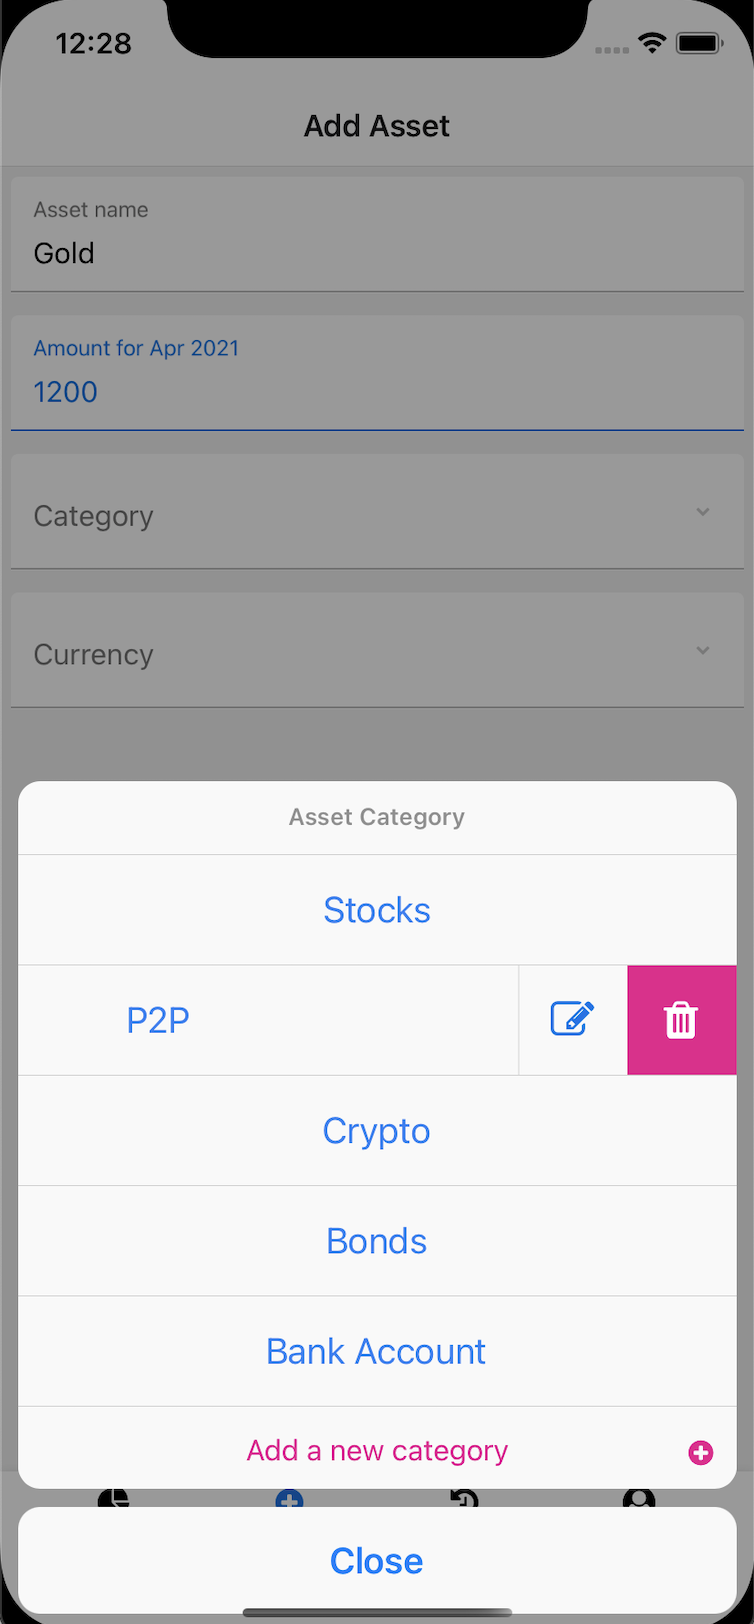 12:28
Add Asset
Asset name
Gold
Amount for Apr 2021
1200
Category
Currency
Asset Category
Stocks
P2P
Crypto
Bonds
Bank Account
Add a new category
Close